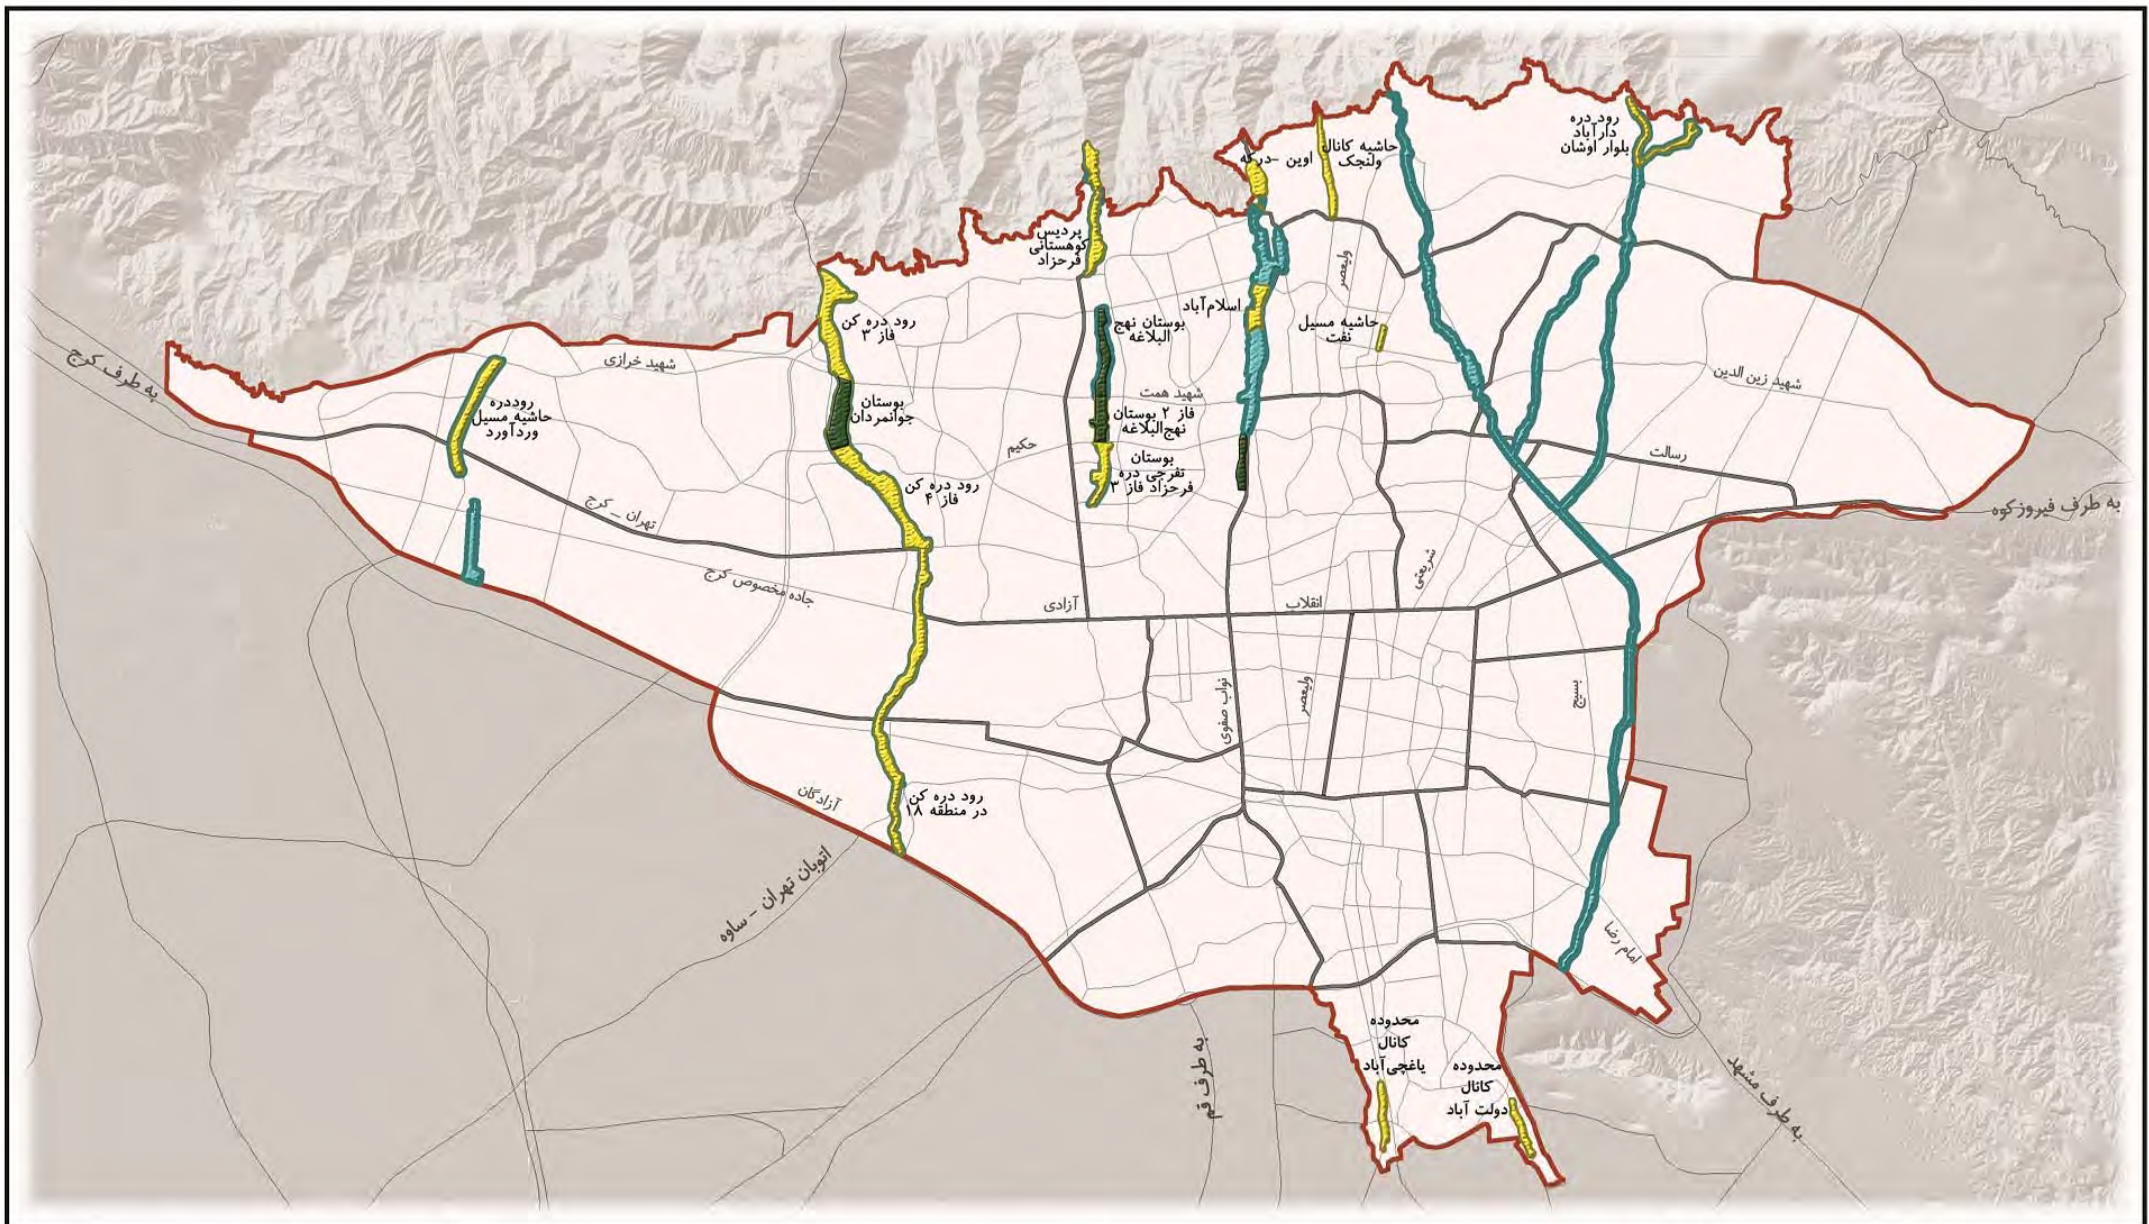 رود دره
دارآباد
بلوار اوشان
حاشیه کانال
ولنجک
اوین -درکه
پردیس
کوهستانی
فرحزاد
ولیعصر
اسلام‌آباد
بوستان نهج
البلاغه
حاشیه مسیل
نفت
رود دره کن
فاز ۳
شهید خرازی
به طرف کرج
شهید زین الدین
شهید همت
بوستان
جوانمردان
روددره
حاشیه مسیل
وردآورد
فاز ۲ بوستان
نهج‌البلاغه
حکیم
رسالت
بوستان
تفرجی دره
فرحزاد فاز ۳
رود دره کن
فاز ۴
تهران _ کرج
به طرف فیروزکوه
جاده مخصوص کرج
شریعتی
آزادی
انقلاب
نواب صفوی
ولیعصر
بسیج
آزادگان
رود دره کن
در منطقه ۱۸
اتوبان تهران - ساوه
امام رضا
محدوده
کانال
یاغچی‌آباد
محدوده
کانال
دولت آباد
به طرف قم
به طرف مشهد